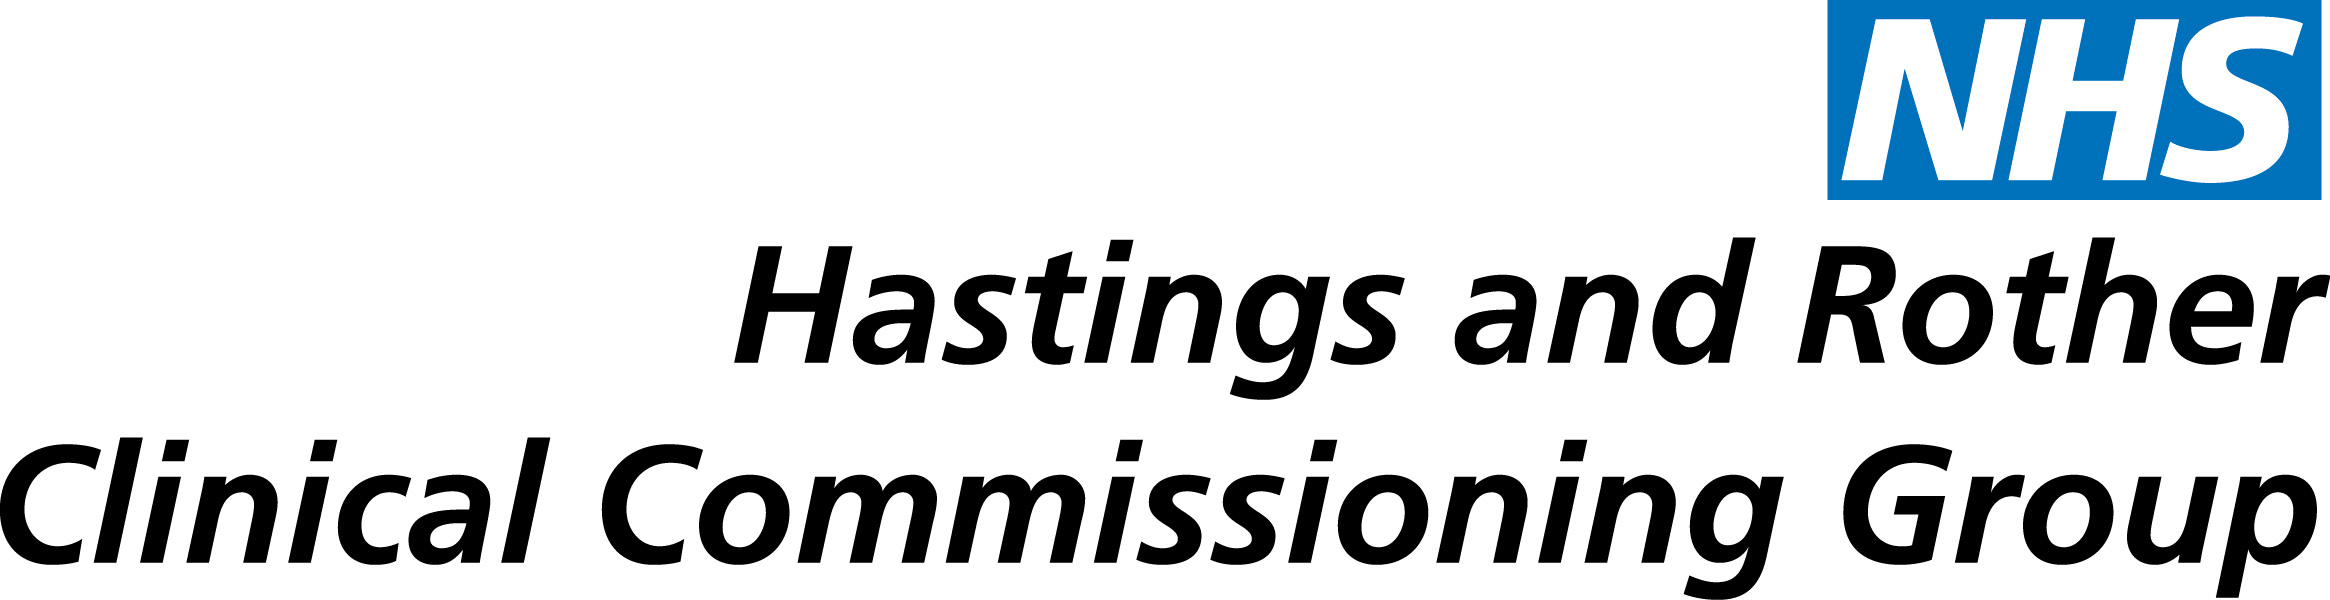 NHS
Hastings and Rother
Clinical Commissioning Group